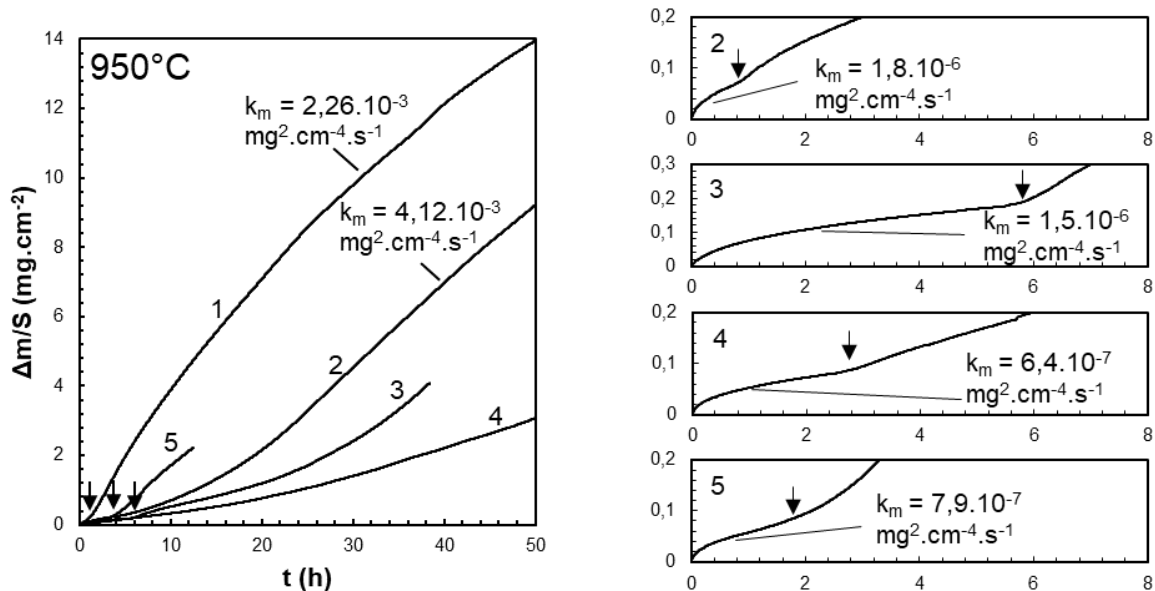 950°C
14
12
10
8
6
4
2
0
Δm/S (mg.cm⁻²)
kₘ = 2,26.10⁻³
mg².cm⁻⁴.s⁻¹
kₘ = 4,12.10⁻³
mg².cm⁻⁴.s⁻¹
1
2
3
4
5
0 10 20 30 40 50
t (h)
0,2
0,1
0
2
kₘ = 1,8.10⁻⁶
mg².cm⁻⁴.s⁻¹
0 2 4 6 8
0,3
0,2
0,1
0
3
kₘ = 1,5.10⁻⁶
mg².cm⁻⁴.s⁻¹
0 2 4 6 8
0,2
0,1
0
4
kₘ = 6,4.10⁻⁷
mg².cm⁻⁴.s⁻¹
0 2 4 6 8
0,2
0,1
0
5
kₘ = 7,9.10⁻⁷
mg².cm⁻⁴.s⁻¹
0 2 4 6 8